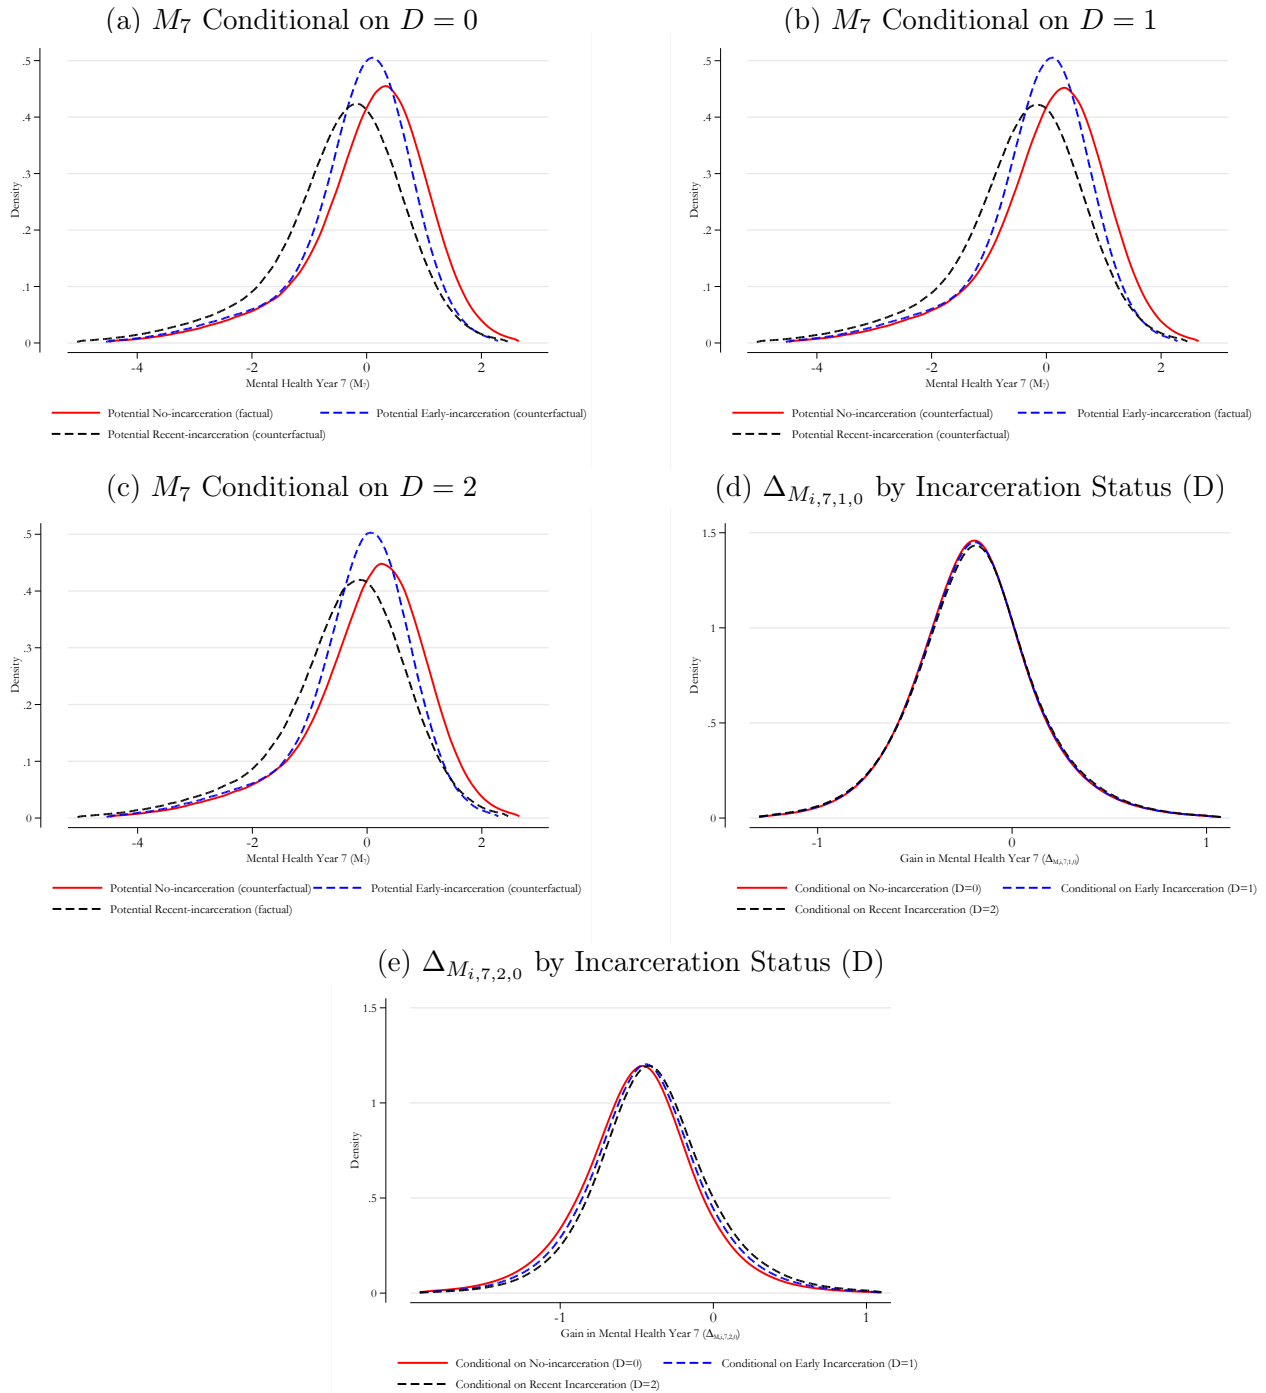 (a) M₇ Conditional on D = 0
(b) M₇ Conditional on D = 1
.5
.4
.3
.2
.1
0
Density
-4
-2
0
2
Mental Health Year 7 (M₇)
Potential No-incarceration (factual)
Potential Early-incarceration (counterfactual)
Potential Recent-incarceration (counterfactual)
.5
.4
.3
.2
.1
0
Density
-4
-2
0
2
Mental Health Year 7 (M₇)
Potential No-incarceration (counterfactual)
Potential Early-incarceration (factual)
Potential Recent-incarceration (counterfactual)
(c) M₇ Conditional on D = 2
(d) Δ_{M_{i,7,1,0}} by Incarceration Status (D)
.5
.4
.3
.2
.1
0
Density
-4
-2
0
2
Mental Health Year 7 (M₇)
Potential No-incarceration (counterfactual)
Potential Early-incarceration (counterfactual)
Potential Recent-incarceration (factual)
1.5
1
.5
0
Density
-1
0
1
Gain in Mental Health Year 7 (Δ_{M,i,7,1,0})
Conditional on No-incarceration (D=0)
Conditional on Early Incarceration (D=1)
Conditional on Recent Incarceration (D=2)
(e) Δ_{M_{i,7,2,0}} by Incarceration Status (D)
1.5
1
.5
0
Density
-1
0
1
Gain in Mental Health Year 7 (Δ_{M,i,7,2,0})
Conditional on No-incarceration (D=0)
Conditional on Early Incarceration (D=1)
Conditional on Recent Incarceration (D=2)